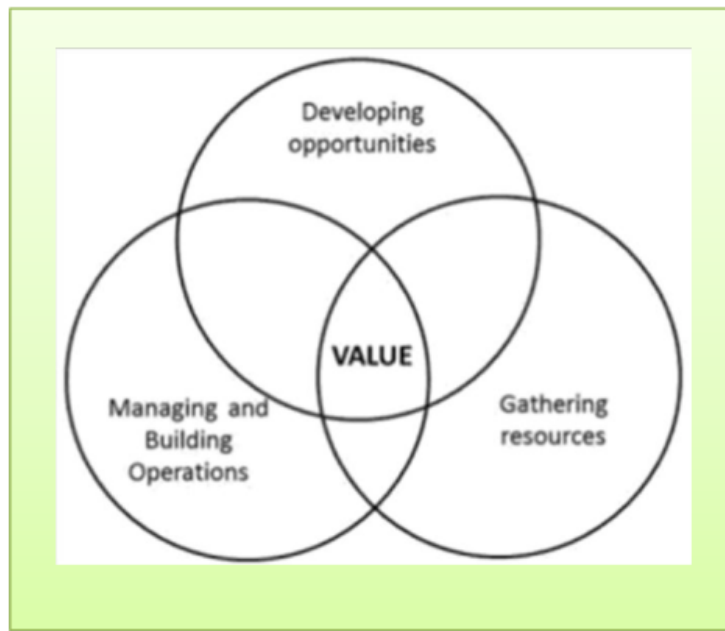 Developing
opportunities
VALUE
Managing and
Building
Operations
Gathering
resources